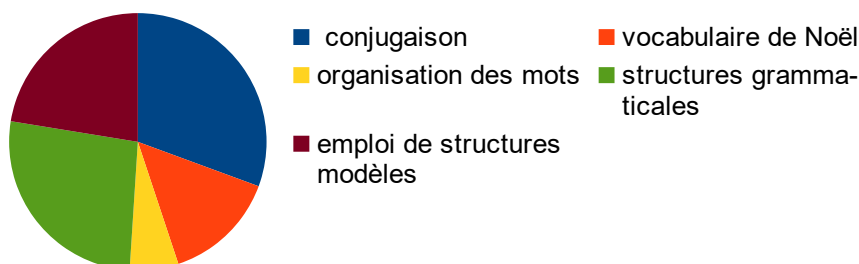 conjugaison
vocabulaire de Noël
organisation des mots
structures gramma-
ticales
emploi de structures
modèles